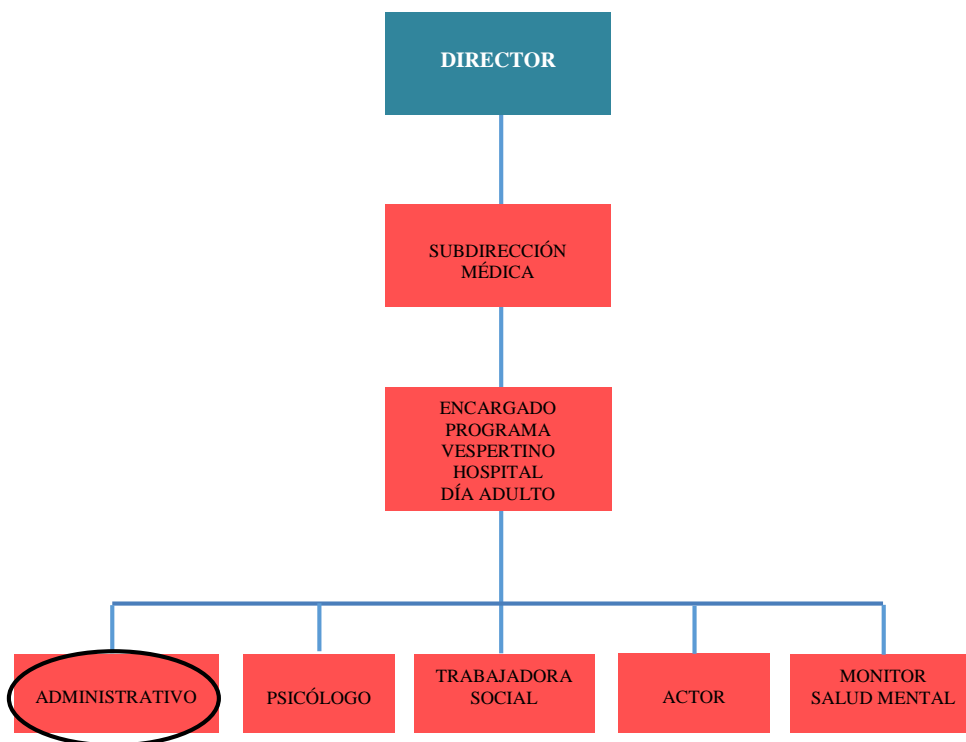 DIRECTOR
SUBDIRECCIÓN
MÉDICA
ENCARGADO
PROGRAMA
VESPERTINO
HOSPITAL
DÍA ADULTO
ADMINISTRATIVO
PSICÓLOGO
TRABAJADORA
SOCIAL
ACTOR
MONITOR
SALUD MENTAL